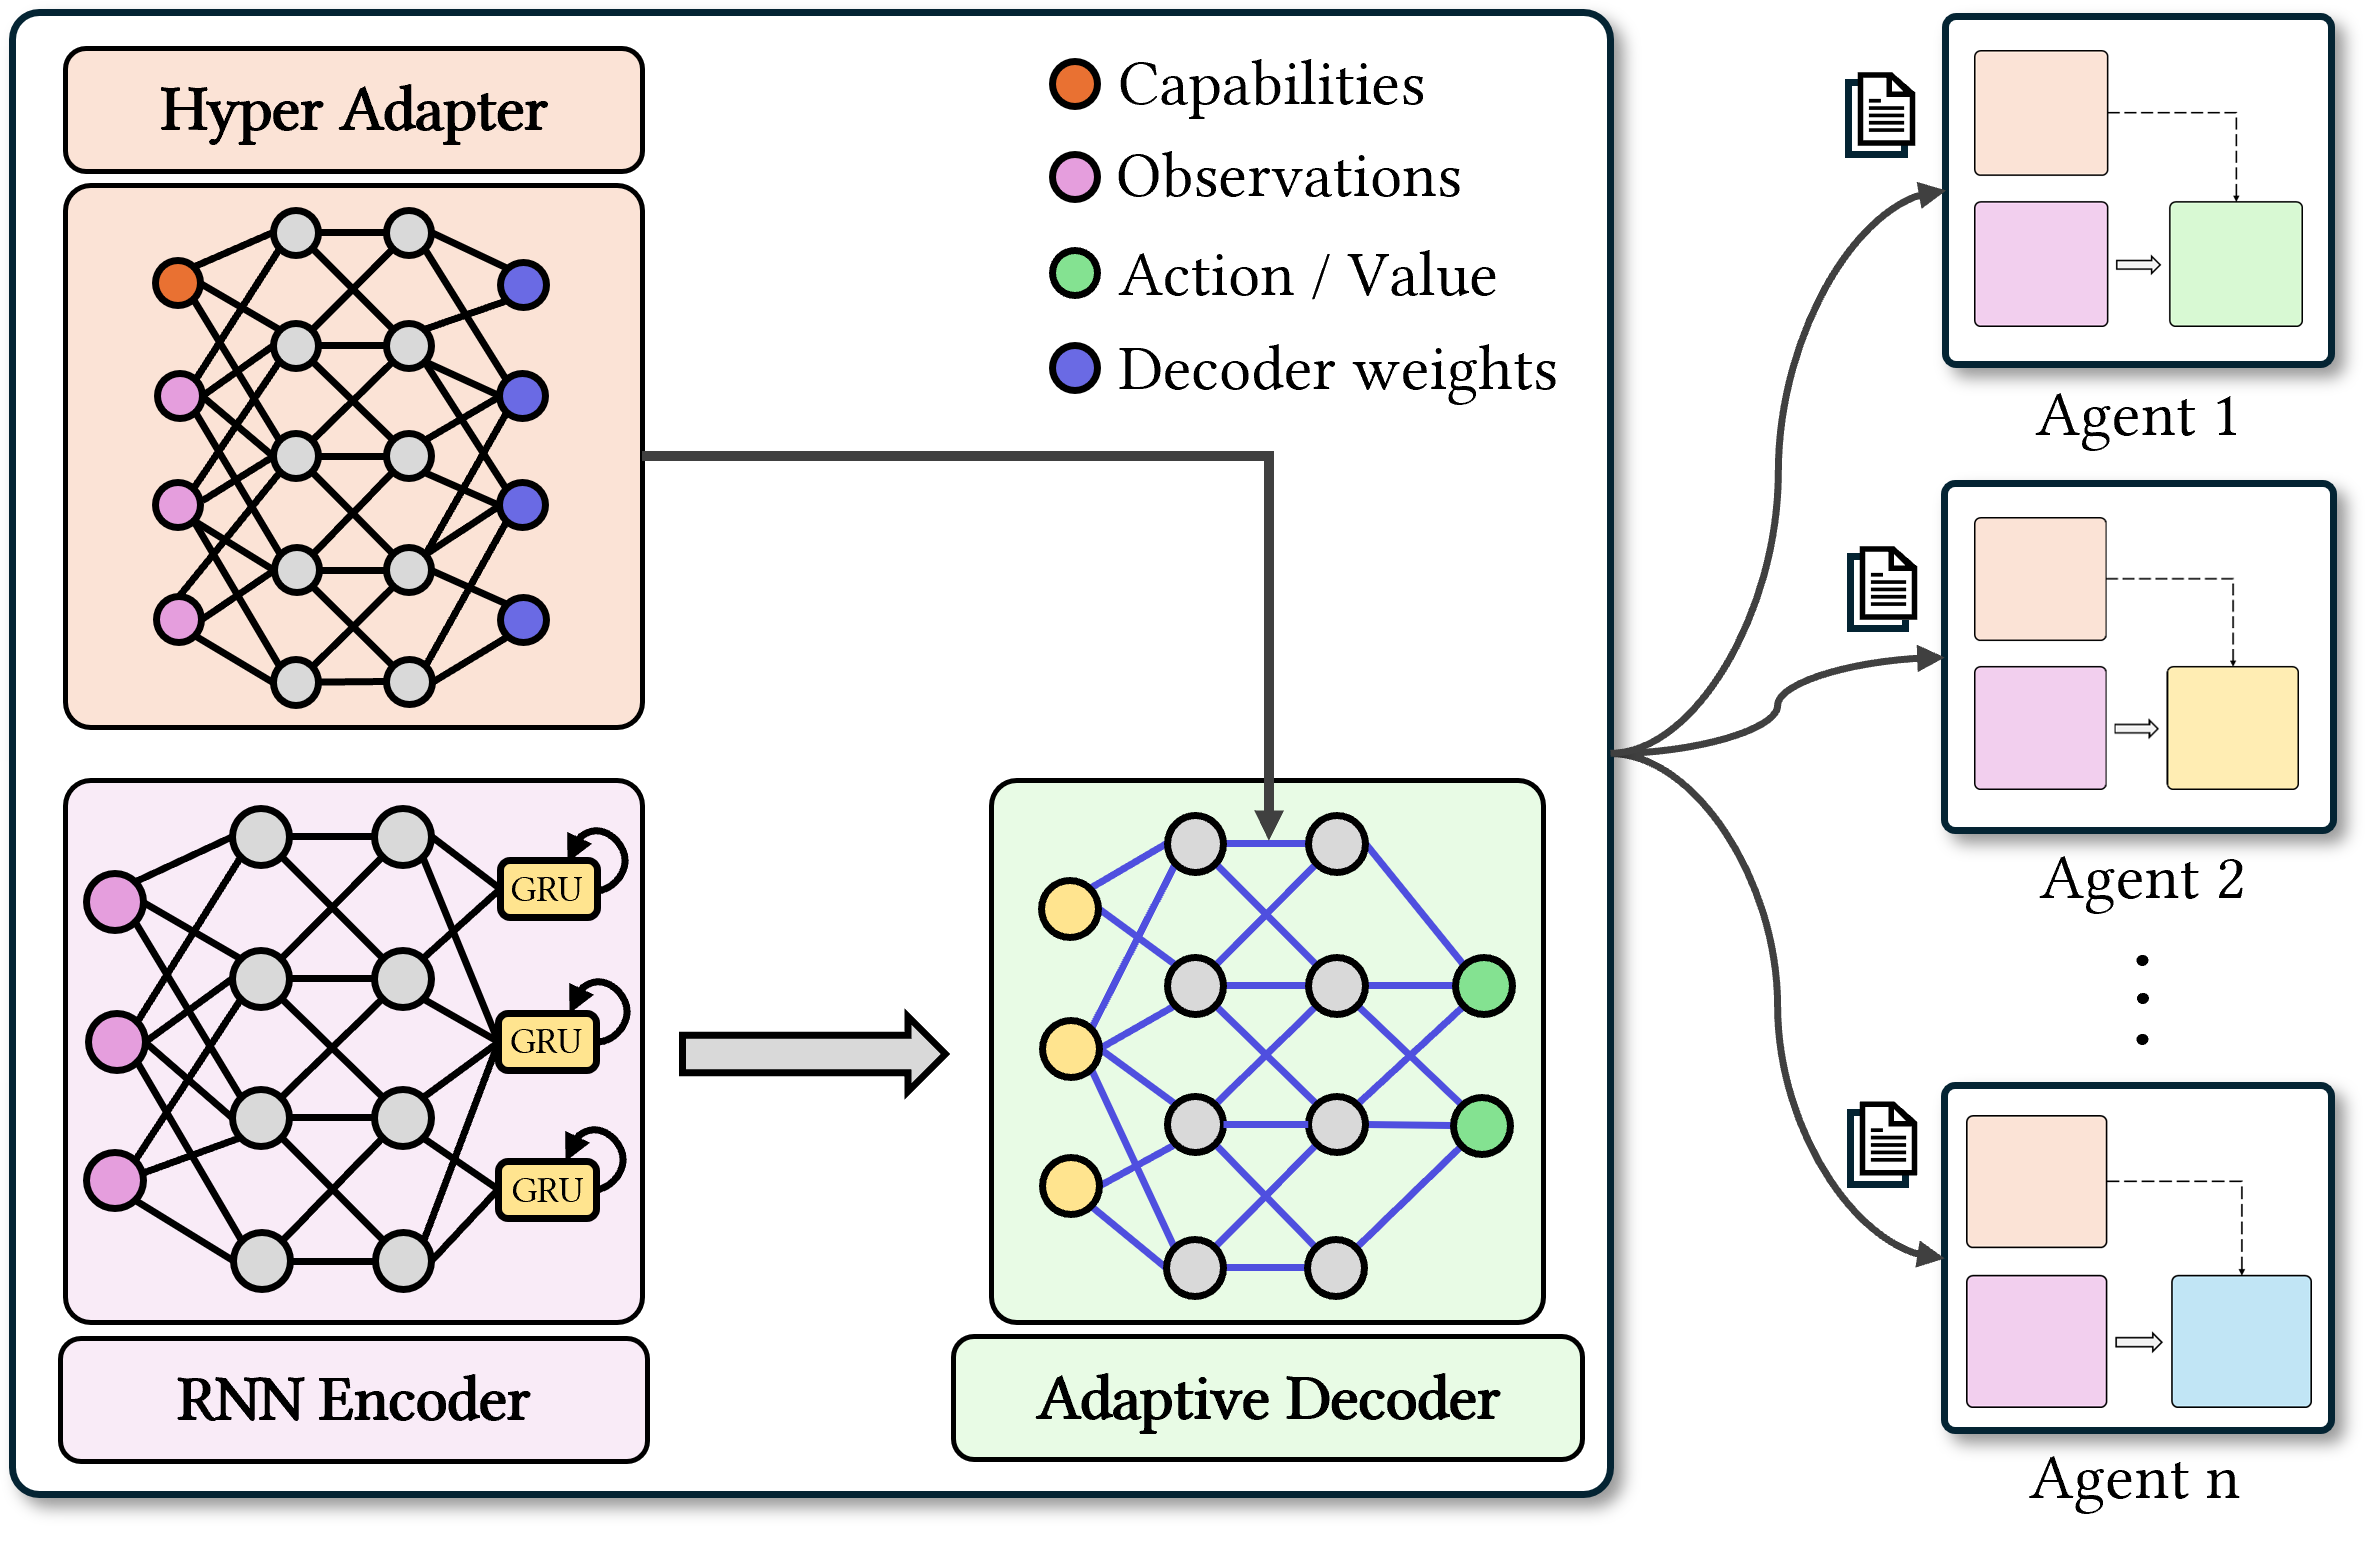 Hyper Adapter
Capabilities
Observations
Action / Value
Decoder weights
GRU
GRU
GRU
RNN Encoder
Adaptive Decoder
Agent 1
Agent 2
Agent n